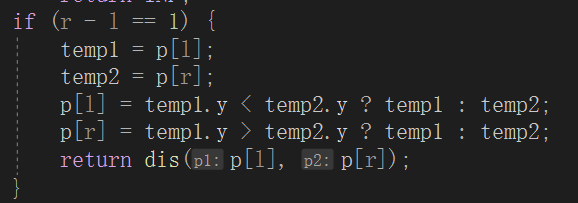 if (r - l == 1) {
temp1 = p[l];
temp2 = p[r];
p[l] = temp1.y < temp2.y ? temp1 : temp2;
p[r] = temp1.y > temp2.y ? temp1 : temp2;
return dis(p1: p[l], p2: p[r]);
}